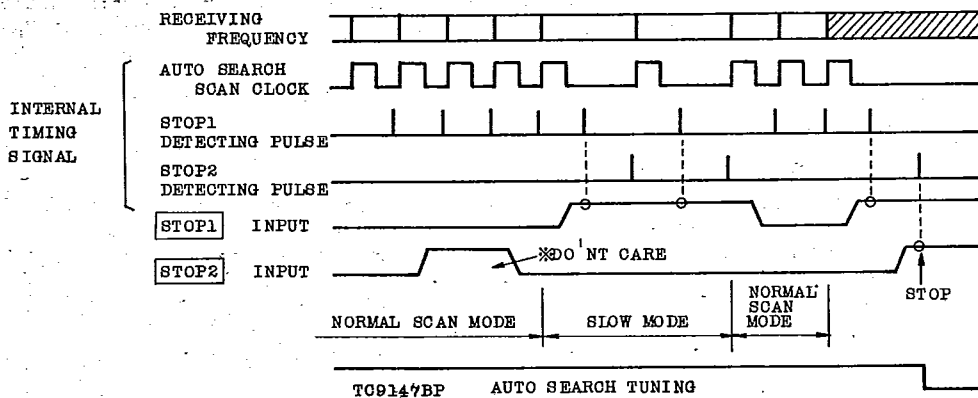 RECEIVING
FREQUENCY
AUTO SEARCH
SCAN CLOCK
INTERNAL
TIMING
SIGNAL
STOP1
DETECTING PULSE
STOP2
DETECTING PULSE
STOP1 INPUT
STOP2 INPUT
※DO'NT CARE
STOP
NORMAL SCAN MODE
SLOW MODE
NORMAL
SCAN
MODE
TC9147BP AUTO SEARCH TUNING